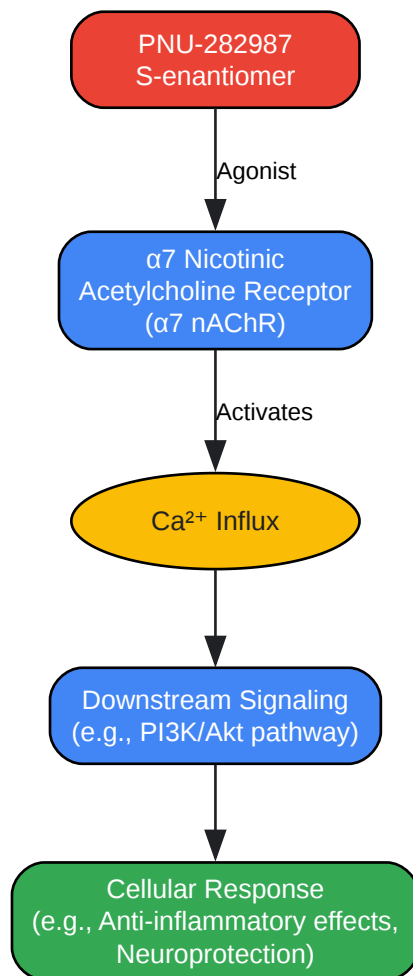 PNU-282987
S-enantiomer
Agonist
α7 Nicotinic
Acetylcholine Receptor
(α7 nAChR)
Activates
Ca²⁺ Influx
Downstream Signaling
(e.g., PI3K/Akt pathway)
Cellular Response
(e.g., Anti-inflammatory effects,
Neuroprotection)